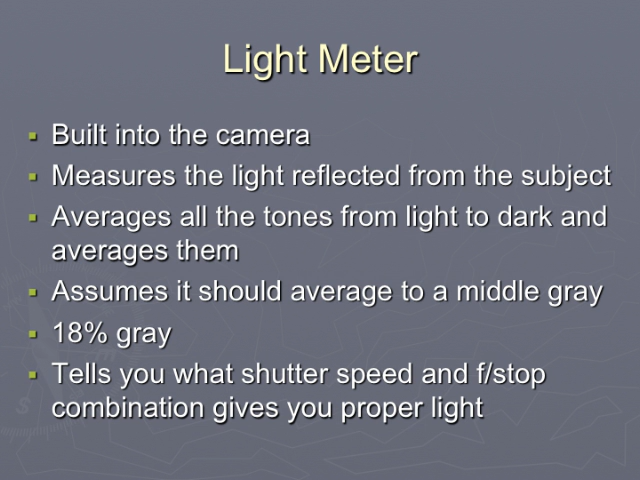 Light Meter
Built into the camera
Measures the light reflected from the subject
Averages all the tones from light to dark and
averages them
Assumes it should average to a middle gray
18% gray
Tells you what shutter speed and f/stop
combination gives you proper light
S